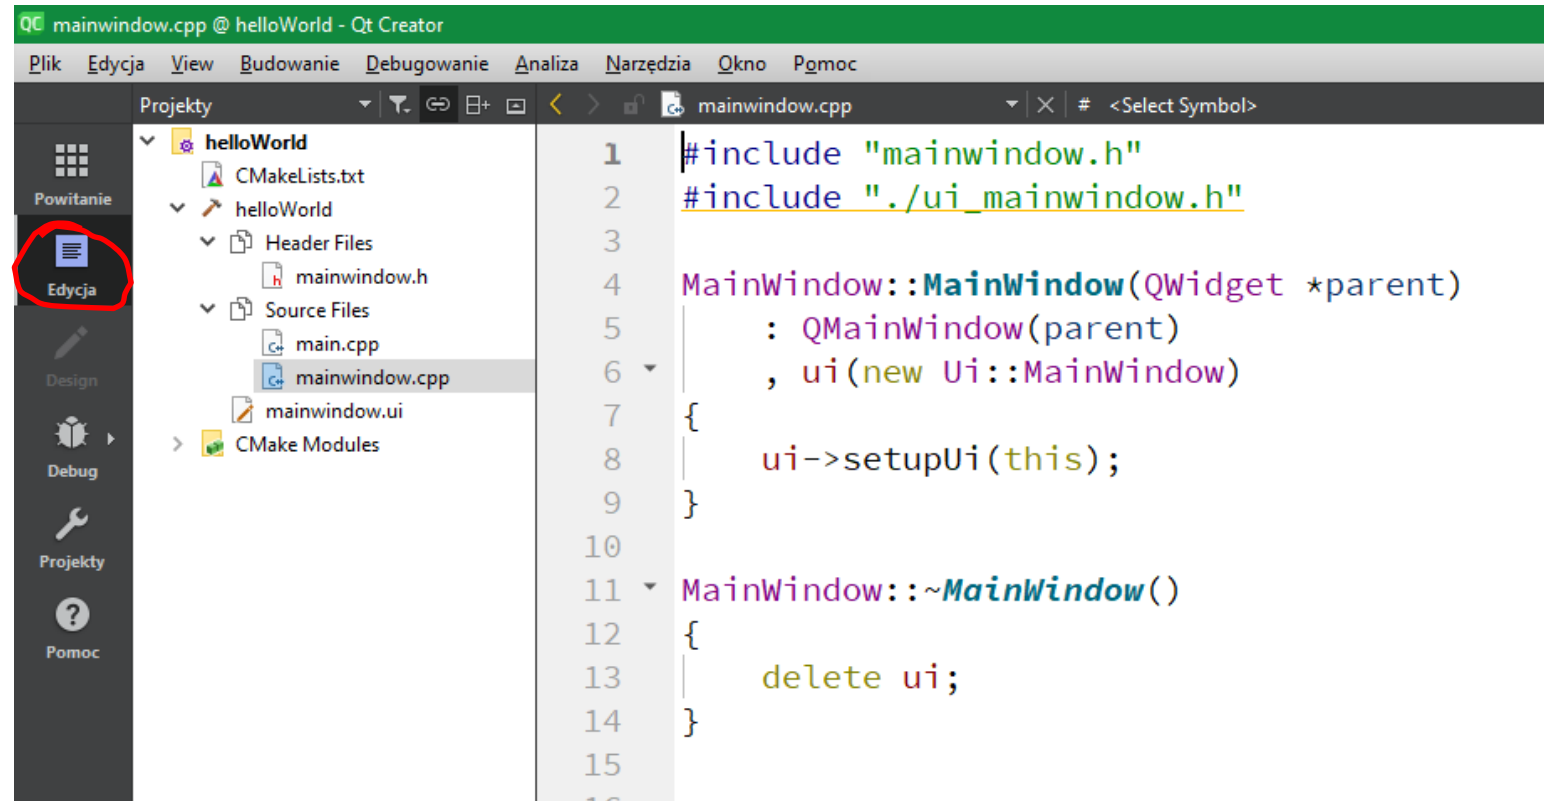 QC mainwindow.cpp @ helloWorld - Qt Creator
Plik Edycja View Budowanie Debugowanie Analiza Narzędzia Okno Pomoc
Projekty
mainwindow.cpp
# <Select Symbol>
Powitanie
Edycja
Design
Debug
Projekty
Pomoc
helloWorld
CMakeLists.txt
helloWorld
Header Files
mainwindow.h
Source Files
main.cpp
mainwindow.cpp
mainwindow.ui
CMake Modules
1 #include "mainwindow.h"
2 #include "./ui_mainwindow.h"
3
4 MainWindow::MainWindow(QWidget *parent)
5     : QMainWindow(parent)
6     , ui(new Ui::MainWindow)
7 {
8     ui->setupUi(this);
9 }
10
11 MainWindow::~MainWindow()
12 {
13     delete ui;
14 }
15